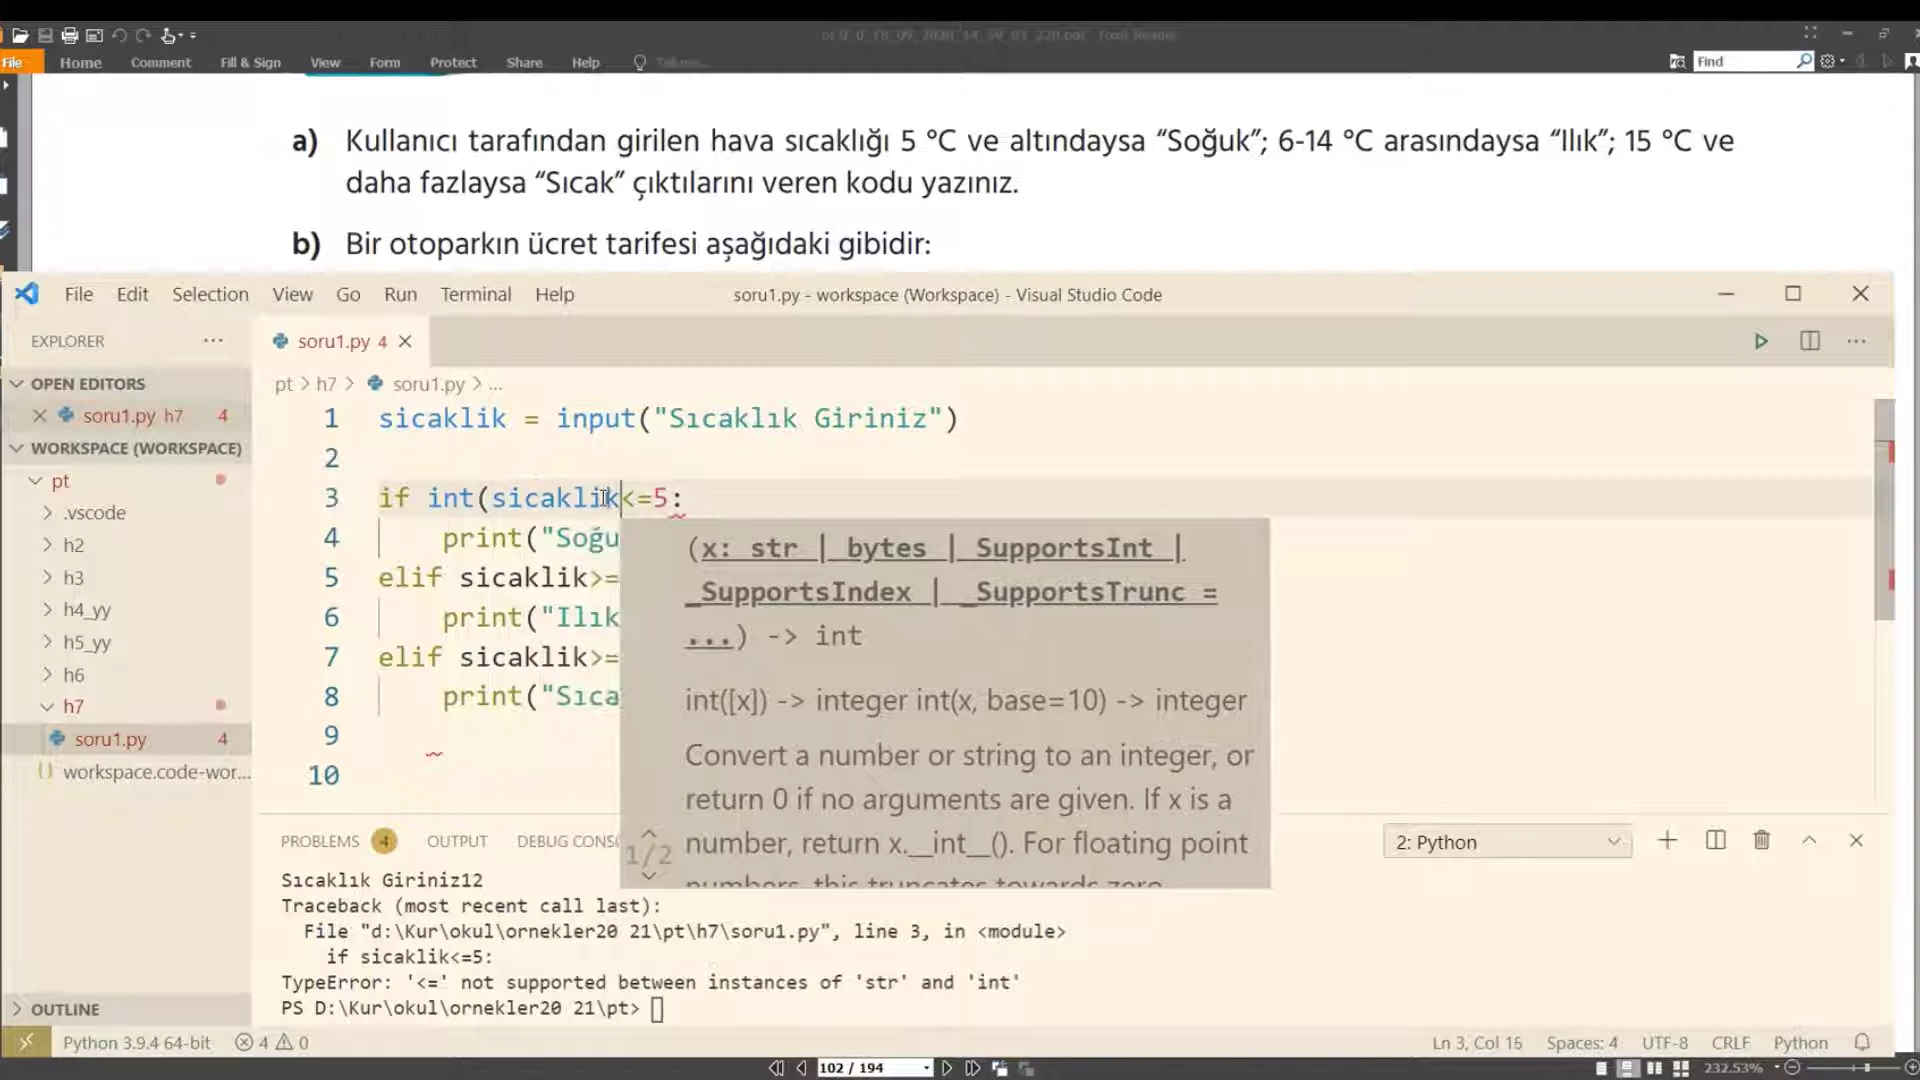 File Home Comment Fill & Sign View Form Protect Share Help Find
a) Kullanıcı tarafından girilen hava sıcaklığı 5 °C ve altındaysa “Soğuk”; 6-14 °C arasındaysa “Ilık”; 15 °C ve
daha fazlaysa “Sıcak” çıktılarını veren kodu yazınız.
b) Bir otoparkın ücret tarifesi aşağıdaki gibidir:
File Edit Selection View Go Run Terminal Help soru1.py - workspace (Workspace) - Visual Studio Code
EXPLORER ...
soru1.py 4
OPEN EDITORS
soru1.py h7 4
WORKSPACE (WORKSPACE)
pt
.vscode
h2
h3
h4_yy
h5_yy
h6
h7
soru1.py 4
workspace.code-wor...
OUTLINE
pt > h7 > soru1.py > ...
1 sicaklik = input("Sıcaklık Giriniz")
2
3 if int(sicaklik<=5:
4 print("Soğu
5 elif sicaklik>=
6 print("Ilık
7 elif sicaklik>=
8 print("Sıca
9
10
(x: str | bytes | SupportsInt |
_SupportsIndex | _SupportsTrunc =
...) -> int
int([x]) -> integer int(x, base=10) -> integer
Convert a number or string to an integer, or
return 0 if no arguments are given. If x is a
number, return x.__int__(). For floating point
numbers, this truncates towards zero.
1/2
PROBLEMS 4 OUTPUT DEBUG CONS 2: Python
Sıcaklık Giriniz12
Traceback (most recent call last):
File "d:\Kur\okul\ornekler20 21\pt\h7\soru1.py", line 3, in <module>
if sicaklik<=5:
TypeError: '<=' not supported between instances of 'str' and 'int'
PS D:\Kur\okul\ornekler20 21\pt>
Python 3.9.4 64-bit 4 0 Ln 3, Col 16 Spaces: 4 UTF-8 CRLF Python
102 / 194 232.53%